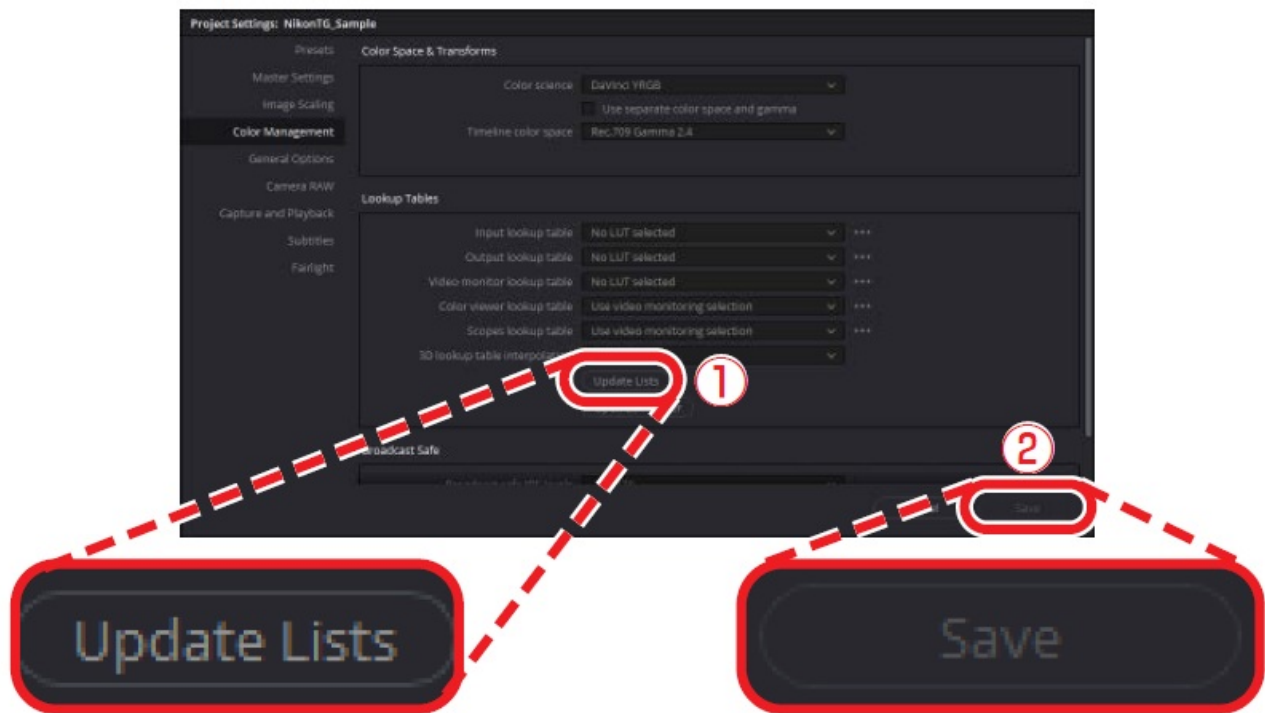 Project Settings: NikonTG_Sample
Presets
Master Settings
Image Scaling
Color Management
General Options
Camera RAW
Capture and Playback
Subtitles
Fairlight
Color Space & Transforms
Color science DaVinci YRGB
Use separate color space and gamma
Timeline color space Rec.709 Gamma 2.4
Lookup Tables
Input lookup table No LUT selected
Output lookup table No LUT selected
Video monitor lookup table No LUT selected
Color viewer lookup table Use video monitoring selection
Scopes lookup table Use video monitoring selection
3D lookup table
Update Lists
①
Broadcast Safe
②
Save
Update Lists
Save